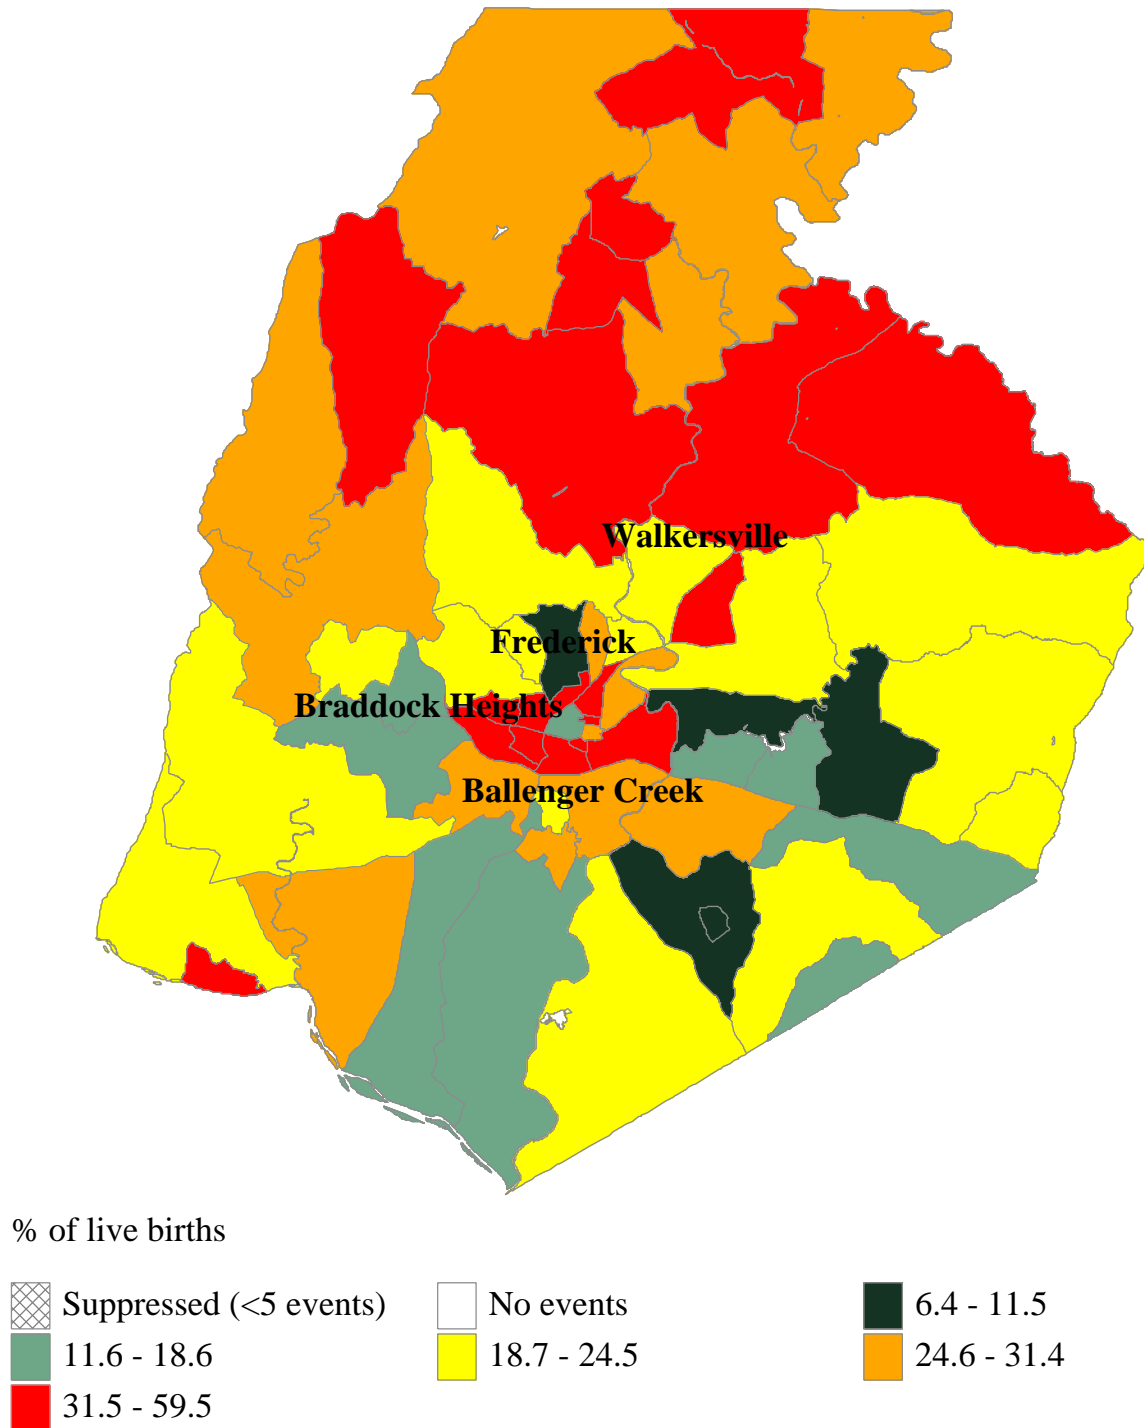 Walkersville
Frederick
Braddock Heights
Ballenger Creek
% of live births
Suppressed (<5 events)
No events
6.4 - 11.5
11.6 - 18.6
18.7 - 24.5
24.6 - 31.4
31.5 - 59.5